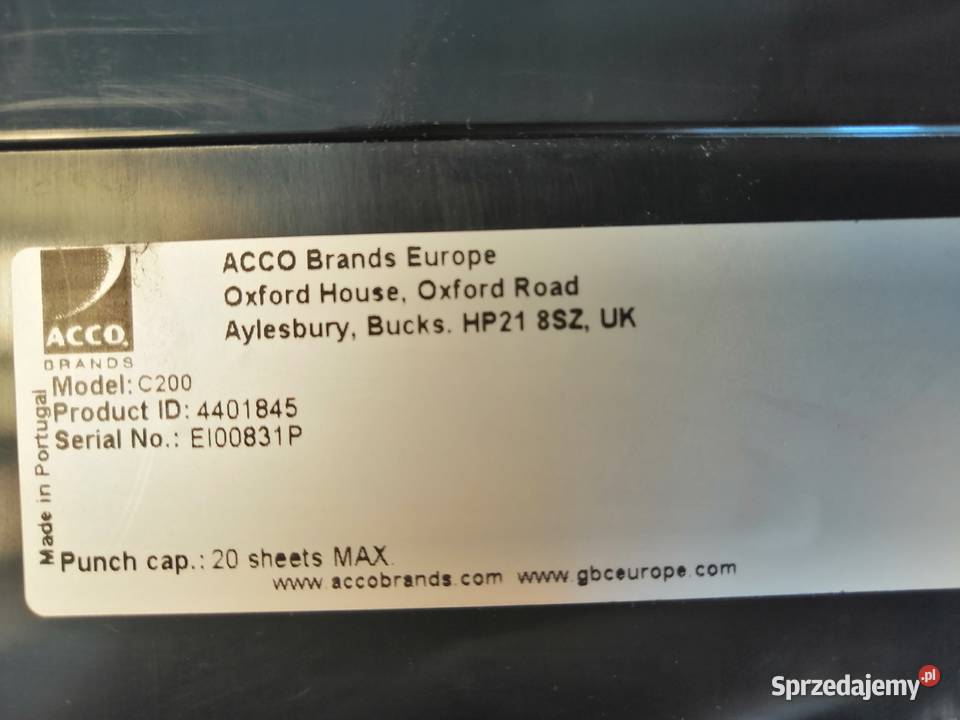 ACCO
BRANDS
ACCO Brands Europe
Oxford House, Oxford Road
Aylesbury, Bucks. HP21 8SZ, UK
Model: C200
Product ID: 4401845
Serial No.: EI00831P
Made in Portugal
Punch cap.: 20 sheets MAX.
www.accobrands.com www.gbceurope.com
Sprzedajemy.pl